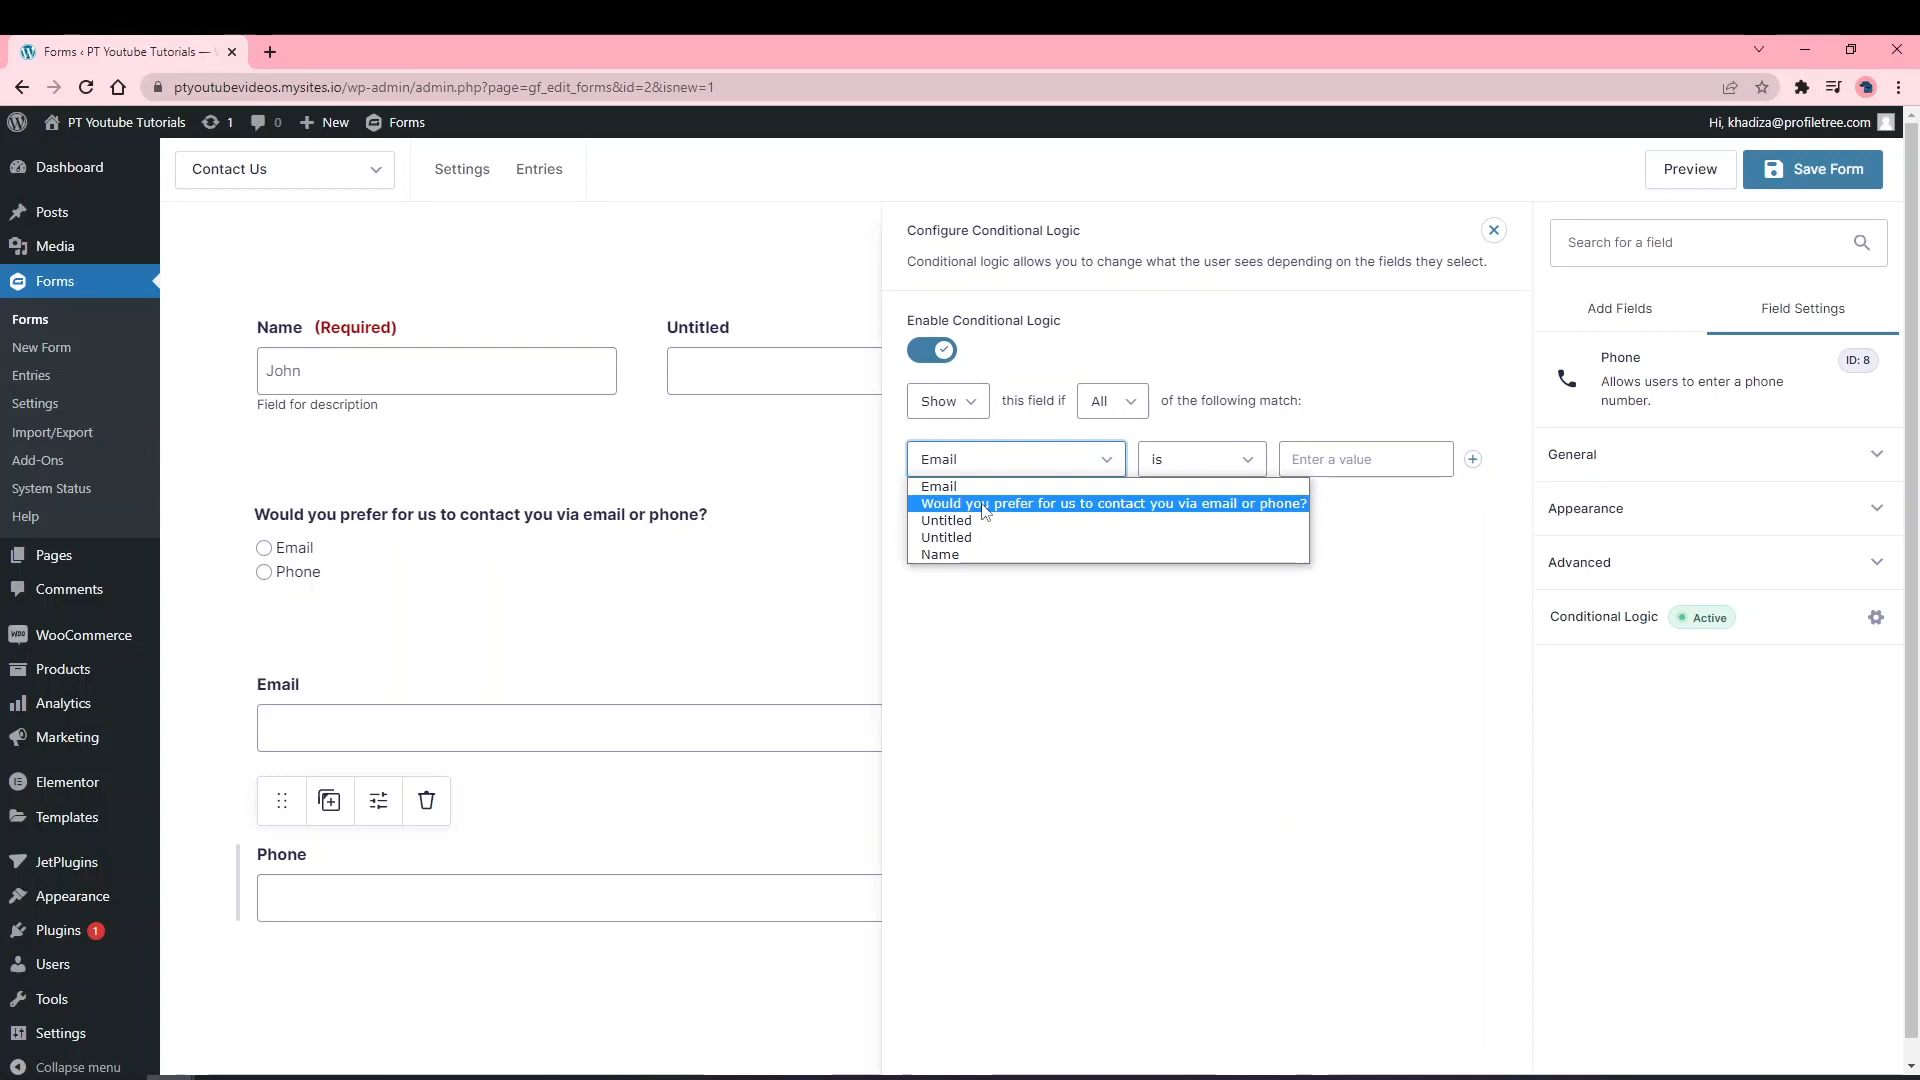 Forms ‹ PT Youtube Tutorials —
ptyoutubevideos.mysites.io/wp-admin/admin.php?page=gf_edit_forms&id=2&isnew=1
PT Youtube Tutorials
1
0
New
Forms
Hi, khadiza@profiletree.com
Dashboard
Posts
Media
Forms
Forms
New Form
Entries
Settings
Import/Export
Add-Ons
System Status
Help
Pages
Comments
WooCommerce
Products
Analytics
Marketing
Elementor
Templates
JetPlugins
Appearance
Plugins 1
Users
Tools
Settings
Collapse menu
Contact Us
Settings
Entries
Preview
Save Form
Name (Required)
John
Field for description
Untitled
Would you prefer for us to contact you via email or phone?
Email
Phone
Email
Phone
Configure Conditional Logic
Conditional logic allows you to change what the user sees depending on the fields they select.
Enable Conditional Logic
Show this field if All of the following match:
Email is Enter a value
Email
Would you prefer for us to contact you via email or phone?
Untitled
Untitled
Name
Search for a field
Add Fields
Field Settings
Phone
ID: 8
Allows users to enter a phone
number.
General
Appearance
Advanced
Conditional Logic Active